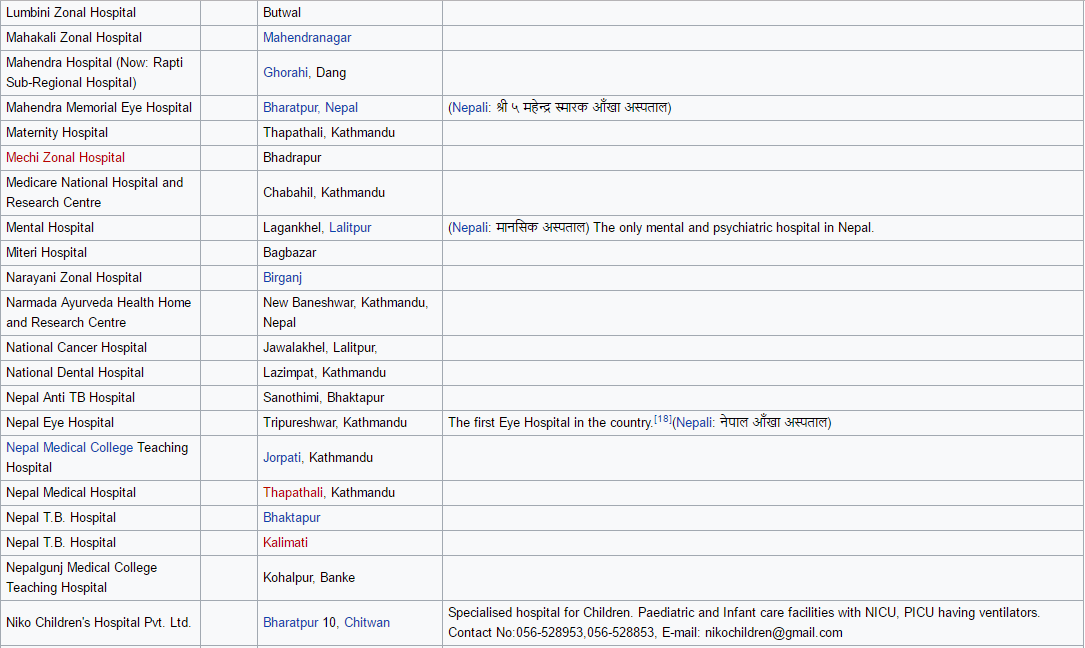 Lumbini Zonal Hospital Butwal
Mahakali Zonal Hospital Mahendranagar
Mahendra Hospital (Now: Rapti
Sub-Regional Hospital) Ghorahi, Dang
Mahendra Memorial Eye Hospital Bharatpur, Nepal (Nepali: श्री ५ महेन्द्र स्मारक आँखा अस्पताल)
Maternity Hospital Thapathali, Kathmandu
Mechi Zonal Hospital Bhadrapur
Medicare National Hospital and
Research Centre Chabahil, Kathmandu
Mental Hospital Lagankhel, Lalitpur (Nepali: मानसिक अस्पताल) The only mental and psychiatric hospital in Nepal.
Miteri Hospital Bagbazar
Narayani Zonal Hospital Birganj
Narmada Ayurveda Health Home
and Research Centre New Baneshwar, Kathmandu,
Nepal
National Cancer Hospital Jawalakhel, Lalitpur,
National Dental Hospital Lazimpat, Kathmandu
Nepal Anti TB Hospital Sanothimi, Bhaktapur
Nepal Eye Hospital Tripureshwar, Kathmandu The first Eye Hospital in the country.[18](Nepali: नेपाल आँखा अस्पताल)
Nepal Medical College Teaching
Hospital Jorpati, Kathmandu
Nepal Medical Hospital Thapathali, Kathmandu
Nepal T.B. Hospital Bhaktapur
Nepal T.B. Hospital Kalimati
Nepalgunj Medical College
Teaching Hospital Kohalpur, Banke
Niko Children's Hospital Pvt. Ltd. Bharatpur 10, Chitwan Specialised hospital for Children. Paediatric and Infant care facilities with NICU, PICU having ventilators.
Contact No:056-528953,056-528853, E-mail: nikochildren@gmail.com